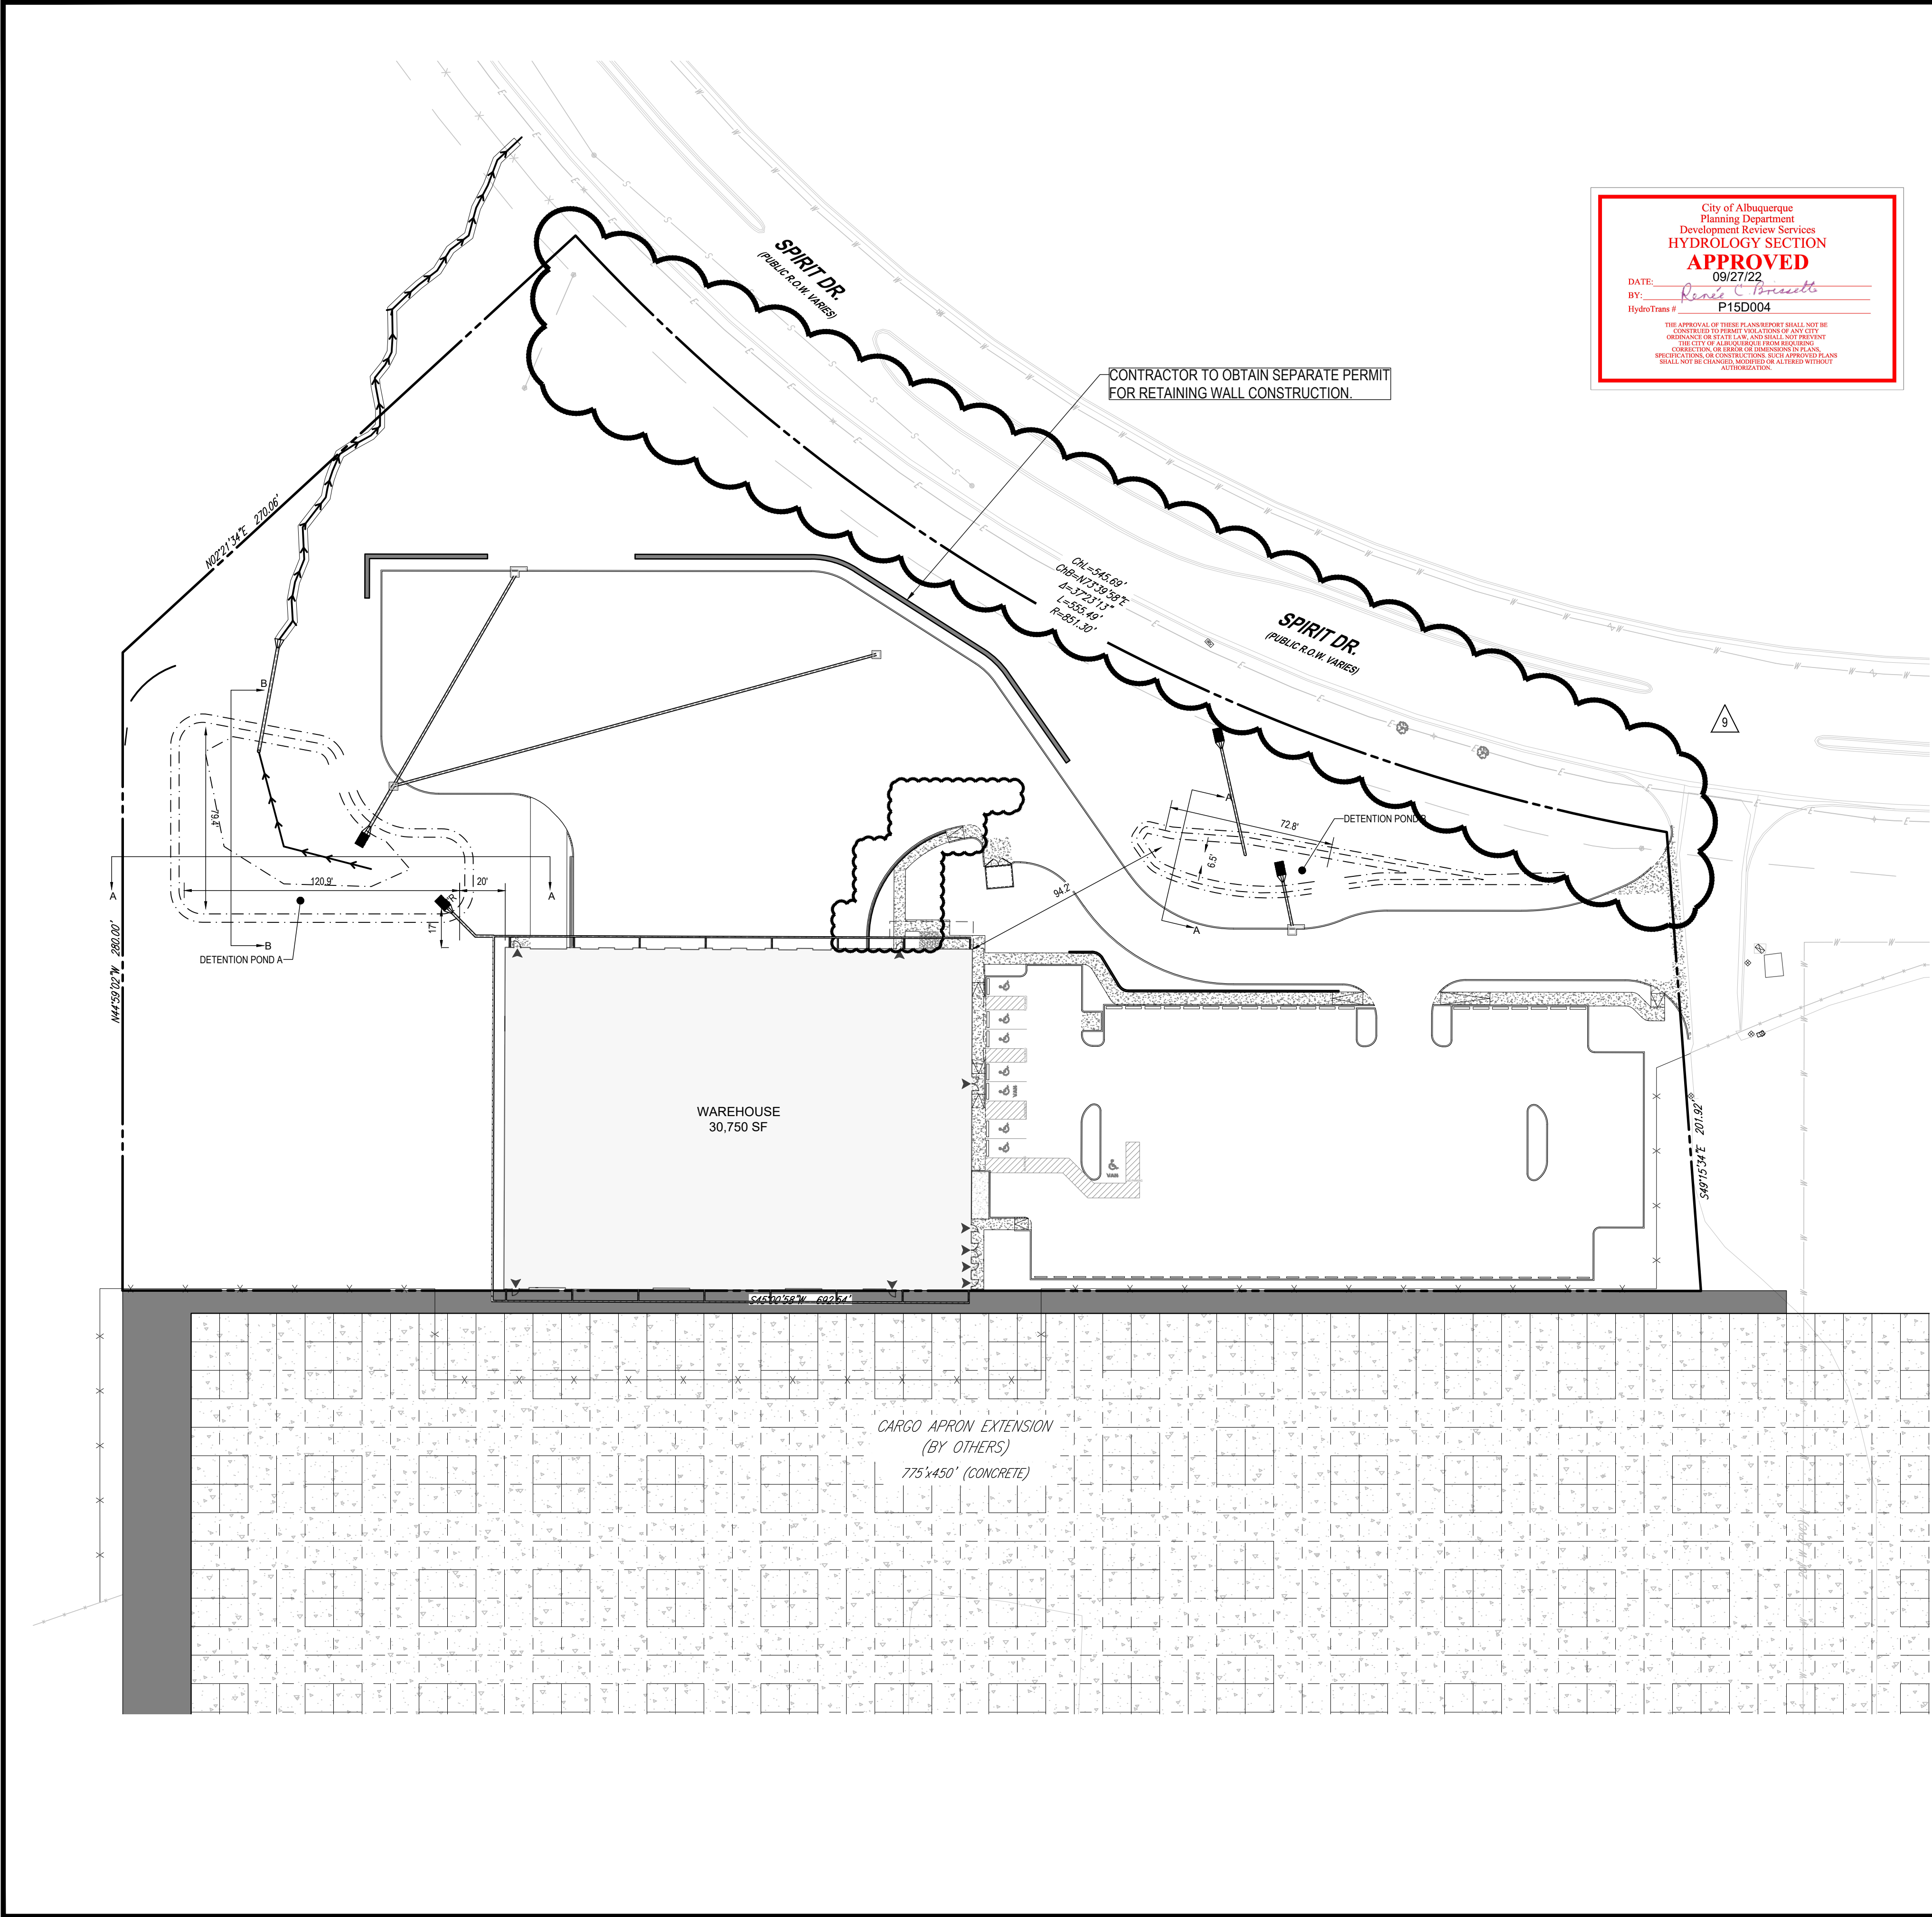 City of Albuquerque
Planning Department
Development Review Services
HYDROLOGY SECTION
APPROVED
DATE: 09/27/22
BY: Renée C Brissette
HydroTrans # P15D004
THE APPROVAL OF THESE PLANS/REPORT SHALL NOT BE
CONSTRUED TO PERMIT VIOLATIONS OF ANY CITY
ORDINANCE OR STATE LAW, AND SHALL NOT PREVENT
THE CITY OF ALBUQUERQUE FROM REQUIRING
CORRECTION, OR ERROR OR DIMENSIONS IN PLANS,
SPECIFICATIONS, OR CONSTRUCTIONS. SUCH APPROVED PLANS
SHALL NOT BE CHANGED, MODIFIED OR ALTERED WITHOUT
AUTHORIZATION.
SPIRIT DR.
(PUBLIC R.O.W. VARIES)
CONTRACTOR TO OBTAIN SEPARATE PERMIT
FOR RETAINING WALL CONSTRUCTION.
N02°21'34"E 270.06'
ChL=545.69'
ChB=N73°39'58"E
Δ=37°23'13"
L=555.49'
R=851.30'
SPIRIT DR.
(PUBLIC R.O.W. VARIES)
9
B
79.4'
A
72.8'
DETENTION POND B
6.5'
120.9'
20'
94.2'
A
A
17'
R
A
B
DETENTION POND A
N44°59'02"W 280.00'
VAN
WAREHOUSE
30,750 SF
VAN
S49°15'34"E 201.92'
S45°00'58"W 692.54'
CARGO APRON EXTENSION
(BY OTHERS)
775'x450' (CONCRETE)